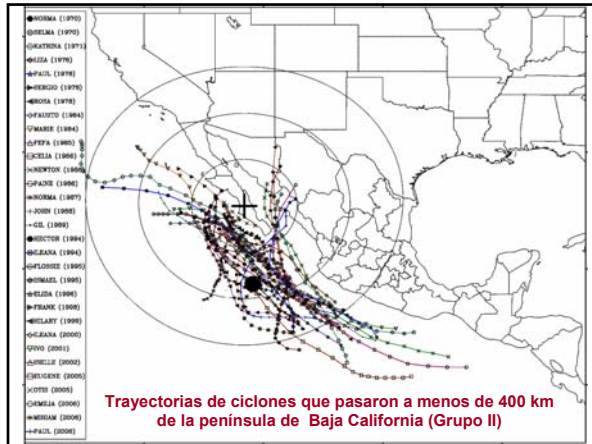 NORMA (1970)
SELMA (1970)
KATRINA (1971)
LIZA (1976)
PAUL (1978)
SERGIO (1978)
ROSA (1978)
FAUSTO (1984)
MARIE (1984)
FEFA (1985)
CELIA (1986)
NEWTON (1986)
PAINE (1986)
NORMA (1987)
JOHN (1988)
GIL (1989)
HECTOR (1994)
ILEANA (1994)
FLOSSIE (1995)
ISMAEL (1995)
ELIDA (1996)
FRANK (1998)
HILARY (1999)
ILEANA (2000)
IVO (2001)
EUGENE (2005)
OTIS (2005)
EMILIA (2006)
MIRIAM (2006)
PAUL (2006)
Trayectorias de ciclones que pasaron a menos de 400 km
de la península de Baja California (Grupo II)